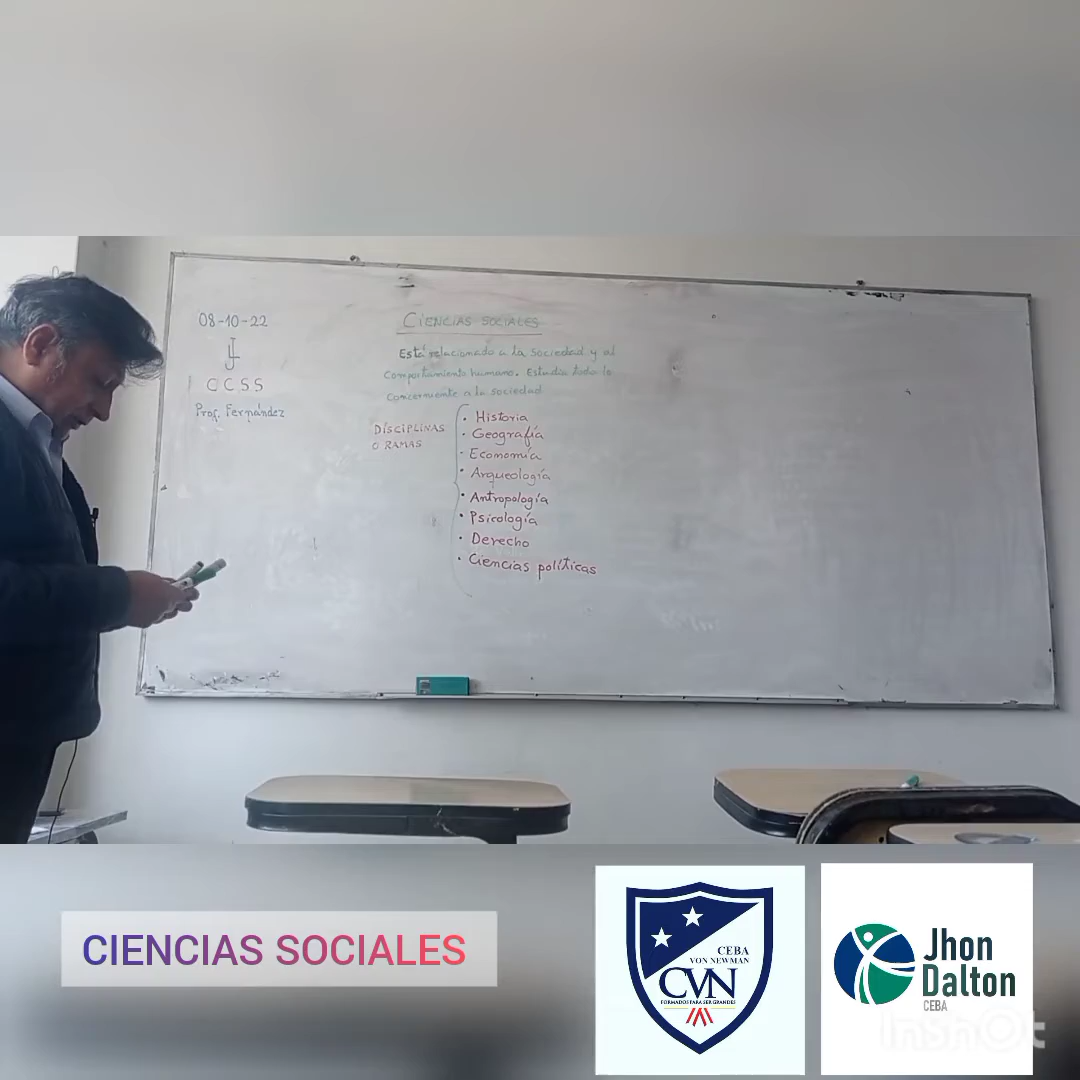 08-10-22
CCSS
Prof. Fernández
CIENCIAS SOCIALES
Está relacionado a la sociedad y al
comportamiento humano. Estudia todo lo
concerniente a la sociedad
DISCIPLINAS
O RAMAS
• Historia
• Geografía
• Economía
• Arqueología
• Antropología
• Psicología
• Derecho
• Ciencias políticas
CIENCIAS SOCIALES
CEBA
VON NEWMAN
CVN
FORMADOS PARA SER GRANDES
Jhon
Dalton
CEBA
InShOt